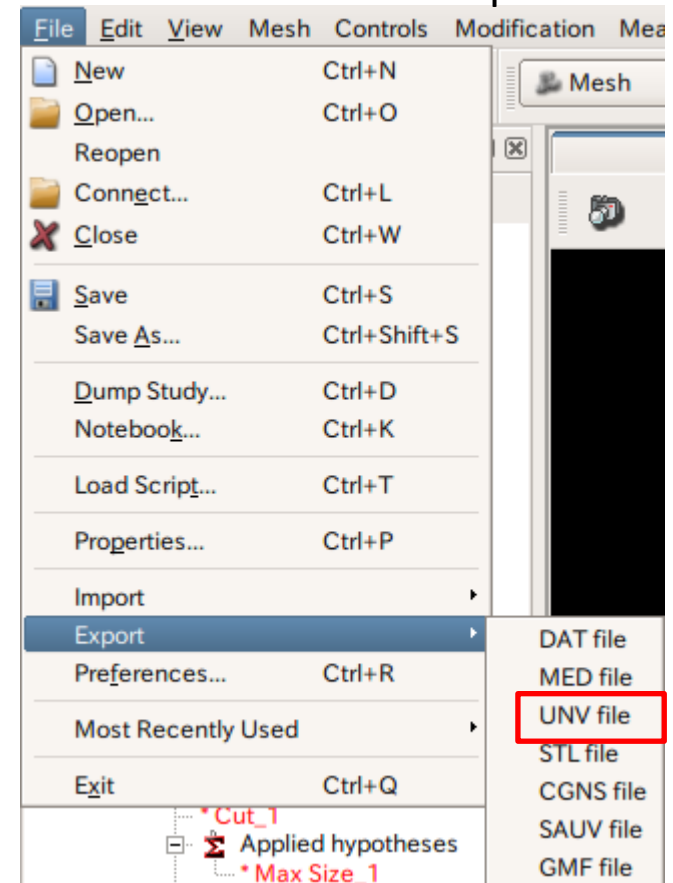 File Edit View Mesh Controls Modification Mea
New Ctrl+N
Mesh
Open... Ctrl+O
Reopen
Connect... Ctrl+L
Close Ctrl+W
Save Ctrl+S
Save As... Ctrl+Shift+S
Dump Study... Ctrl+D
Notebook... Ctrl+K
Load Script... Ctrl+T
Properties... Ctrl+P
Import
Export
DAT file
Preferences... Ctrl+R
MED file
UNV file
Most Recently Used
STL file
Exit Ctrl+Q
CGNS file
* Cut_1
SAUV file
Applied hypotheses
GMF file
* Max Size_1